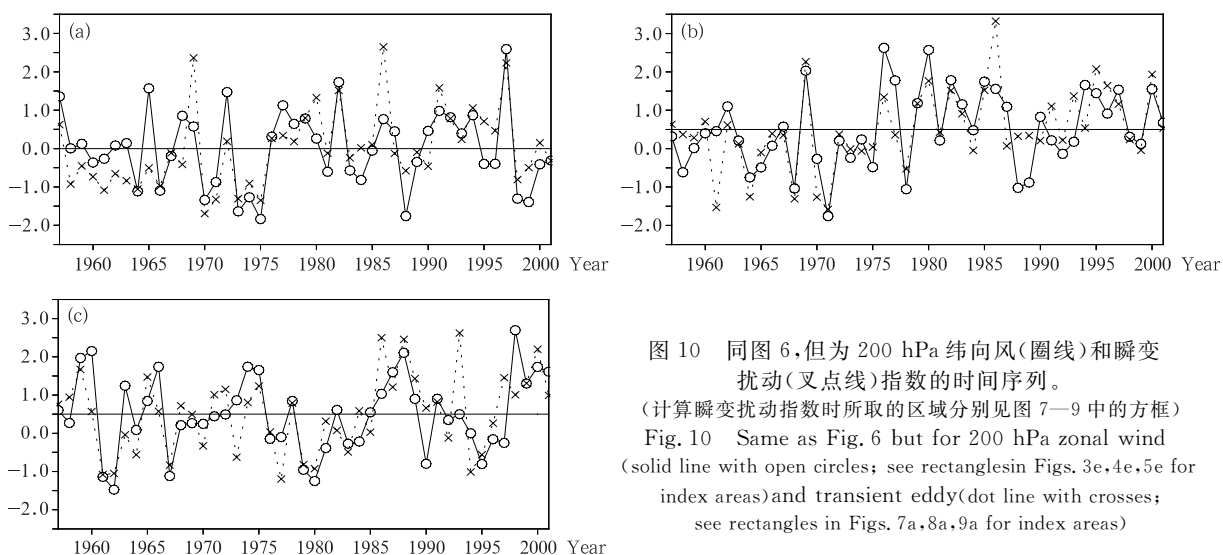 (a)
3.0
2.0
1.0
0.0
−1.0
−2.0
1960 1965 1970 1975 1980 1985 1990 1995 2000 Year
(b)
3.0
2.0
1.0
0.0
−1.0
−2.0
1960 1965 1970 1975 1980 1985 1990 1995 2000 Year
(c)
3.0
2.0
1.0
0.0
−1.0
−2.0
1960 1965 1970 1975 1980 1985 1990 1995 2000 Year
图 10 同图 6,但为 200 hPa 纬向风(圈线)和瞬变
扰动(叉点线)指数的时间序列。
(计算瞬变扰动指数时所取的区域分别见图 7—9 中的方框)
Fig. 10 Same as Fig. 6 but for 200 hPa zonal wind
(solid line with open circles; see rectanglesin Figs. 3e,4e,5e for
index areas)and transient eddy(dot line with crosses;
see rectangles in Figs. 7a,8a,9a for index areas)